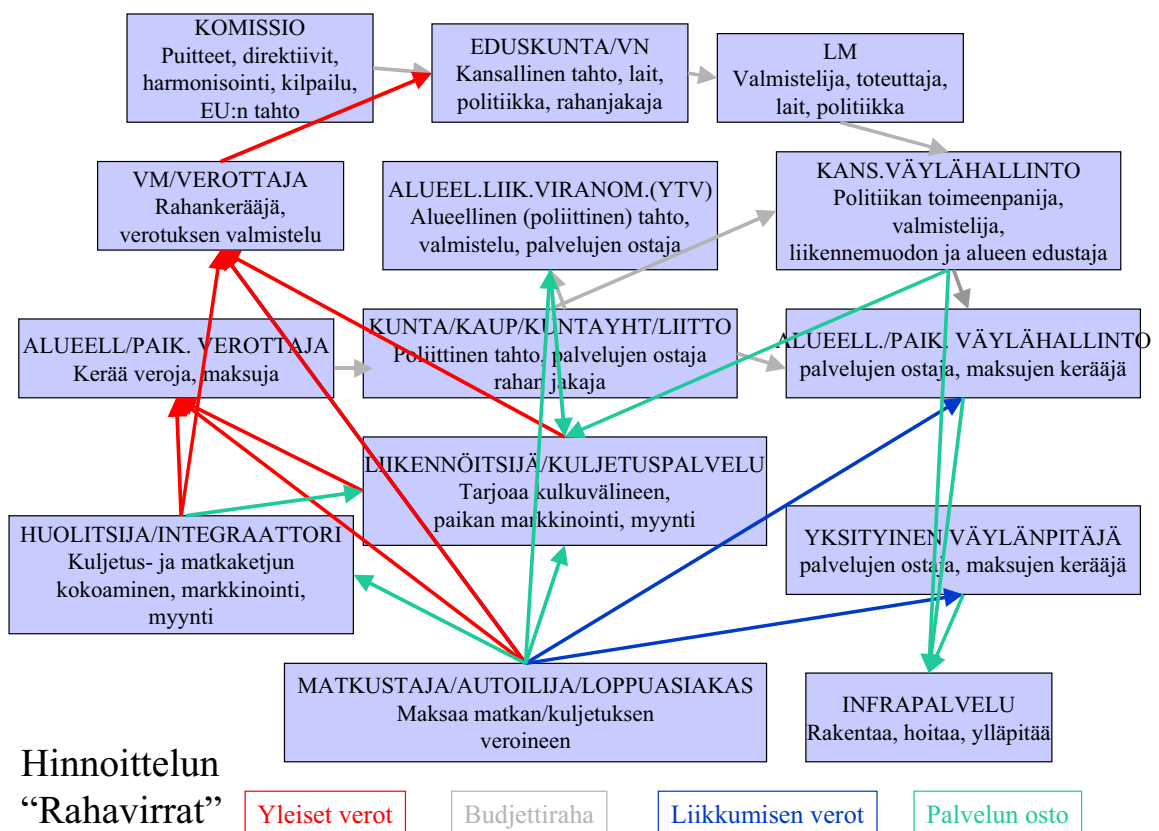 KOMISSIO
Puitteet, direktiivit,
harmonisointi, kilpailu,
EU:n tahto
EDUSKUNTA/VN
Kansallinen tahto, lait,
politiikka, rahanjakaja
LM
Valmistelija, toteuttaja,
lait, politiikka
VM/VEROTTAJA
Rahankerääjä,
verotuksen valmistelu
ALUEEL.LIIK.VIRANOM.(YTV)
Alueellinen (poliittinen) tahto,
valmistelu, palvelujen ostaja
KANS.VÄYLÄHALLINTO
Politiikan toimeenpanija,
valmistelija,
liikennemuodon ja alueen edustaja
ALUEELL/PAIK. VEROTTAJA
Kerää veroja, maksuja
KUNTA/KAUP/KUNTAYHT/LIITTO
Poliittinen tahto, palvelujen ostaja
rahan jakaja
ALUEELL./PAIK. VÄYLÄHALLINTO
palvelujen ostaja, maksujen kerääjä
LIIKENNÖITSIJÄ/KULJETUSPALVELU
Tarjoaa kulkuvälineen,
paikan markkinointi, myynti
HUOLITSIJA/INTEGRAATTORI
Kuljetus- ja matkaketjun
kokoaminen, markkinointi,
myynti
YKSITYINEN VÄYLÄNPITÄJÄ
palvelujen ostaja, maksujen kerääjä
MATKUSTAJA/AUTOILIJA/LOPPUASIAKAS
Maksaa matkan/kuljetuksen
veroineen
INFRAPALVELU
Rakentaa, hoitaa, ylläpitää
Hinnoittelun
“Rahavirrat”
Yleiset verot
Budjettiraha
Liikkumisen verot
Palvelun osto